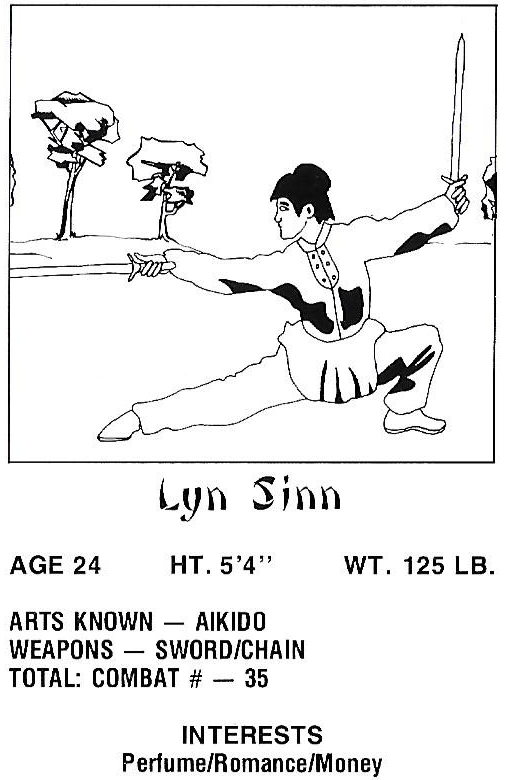 Lyn Sinn
AGE 24 HT. 5'4" WT. 125 LB.
ARTS KNOWN — AIKIDO
WEAPONS — SWORD/CHAIN
TOTAL: COMBAT # — 35
INTERESTS
Perfume/Romance/Money